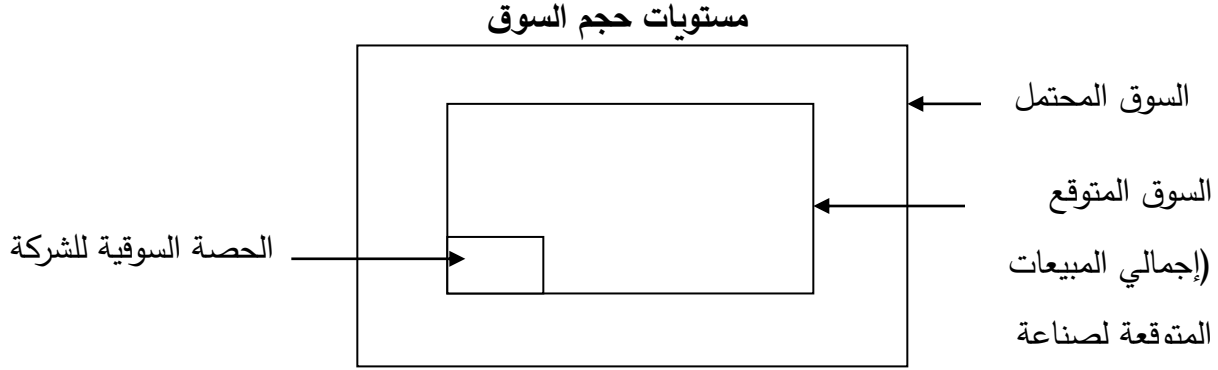 مستويات حجم السوق
السوق المحتمل
السوق المتوقع
(إجمالي المبيعات
المتوقعة لصناعة
الحصة السوقية للشركة